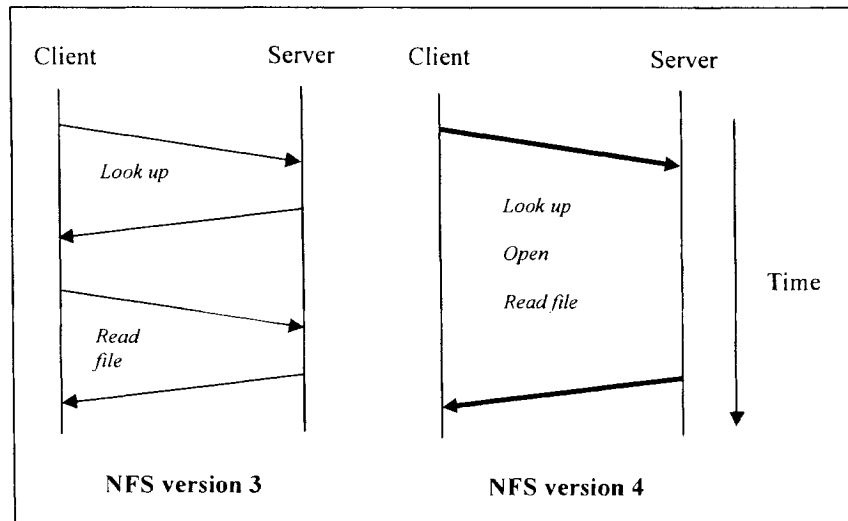 Client
Server
Client
Server
Look up
Read
file
Look up
Open
Read file
Time
NFS version 3
NFS version 4